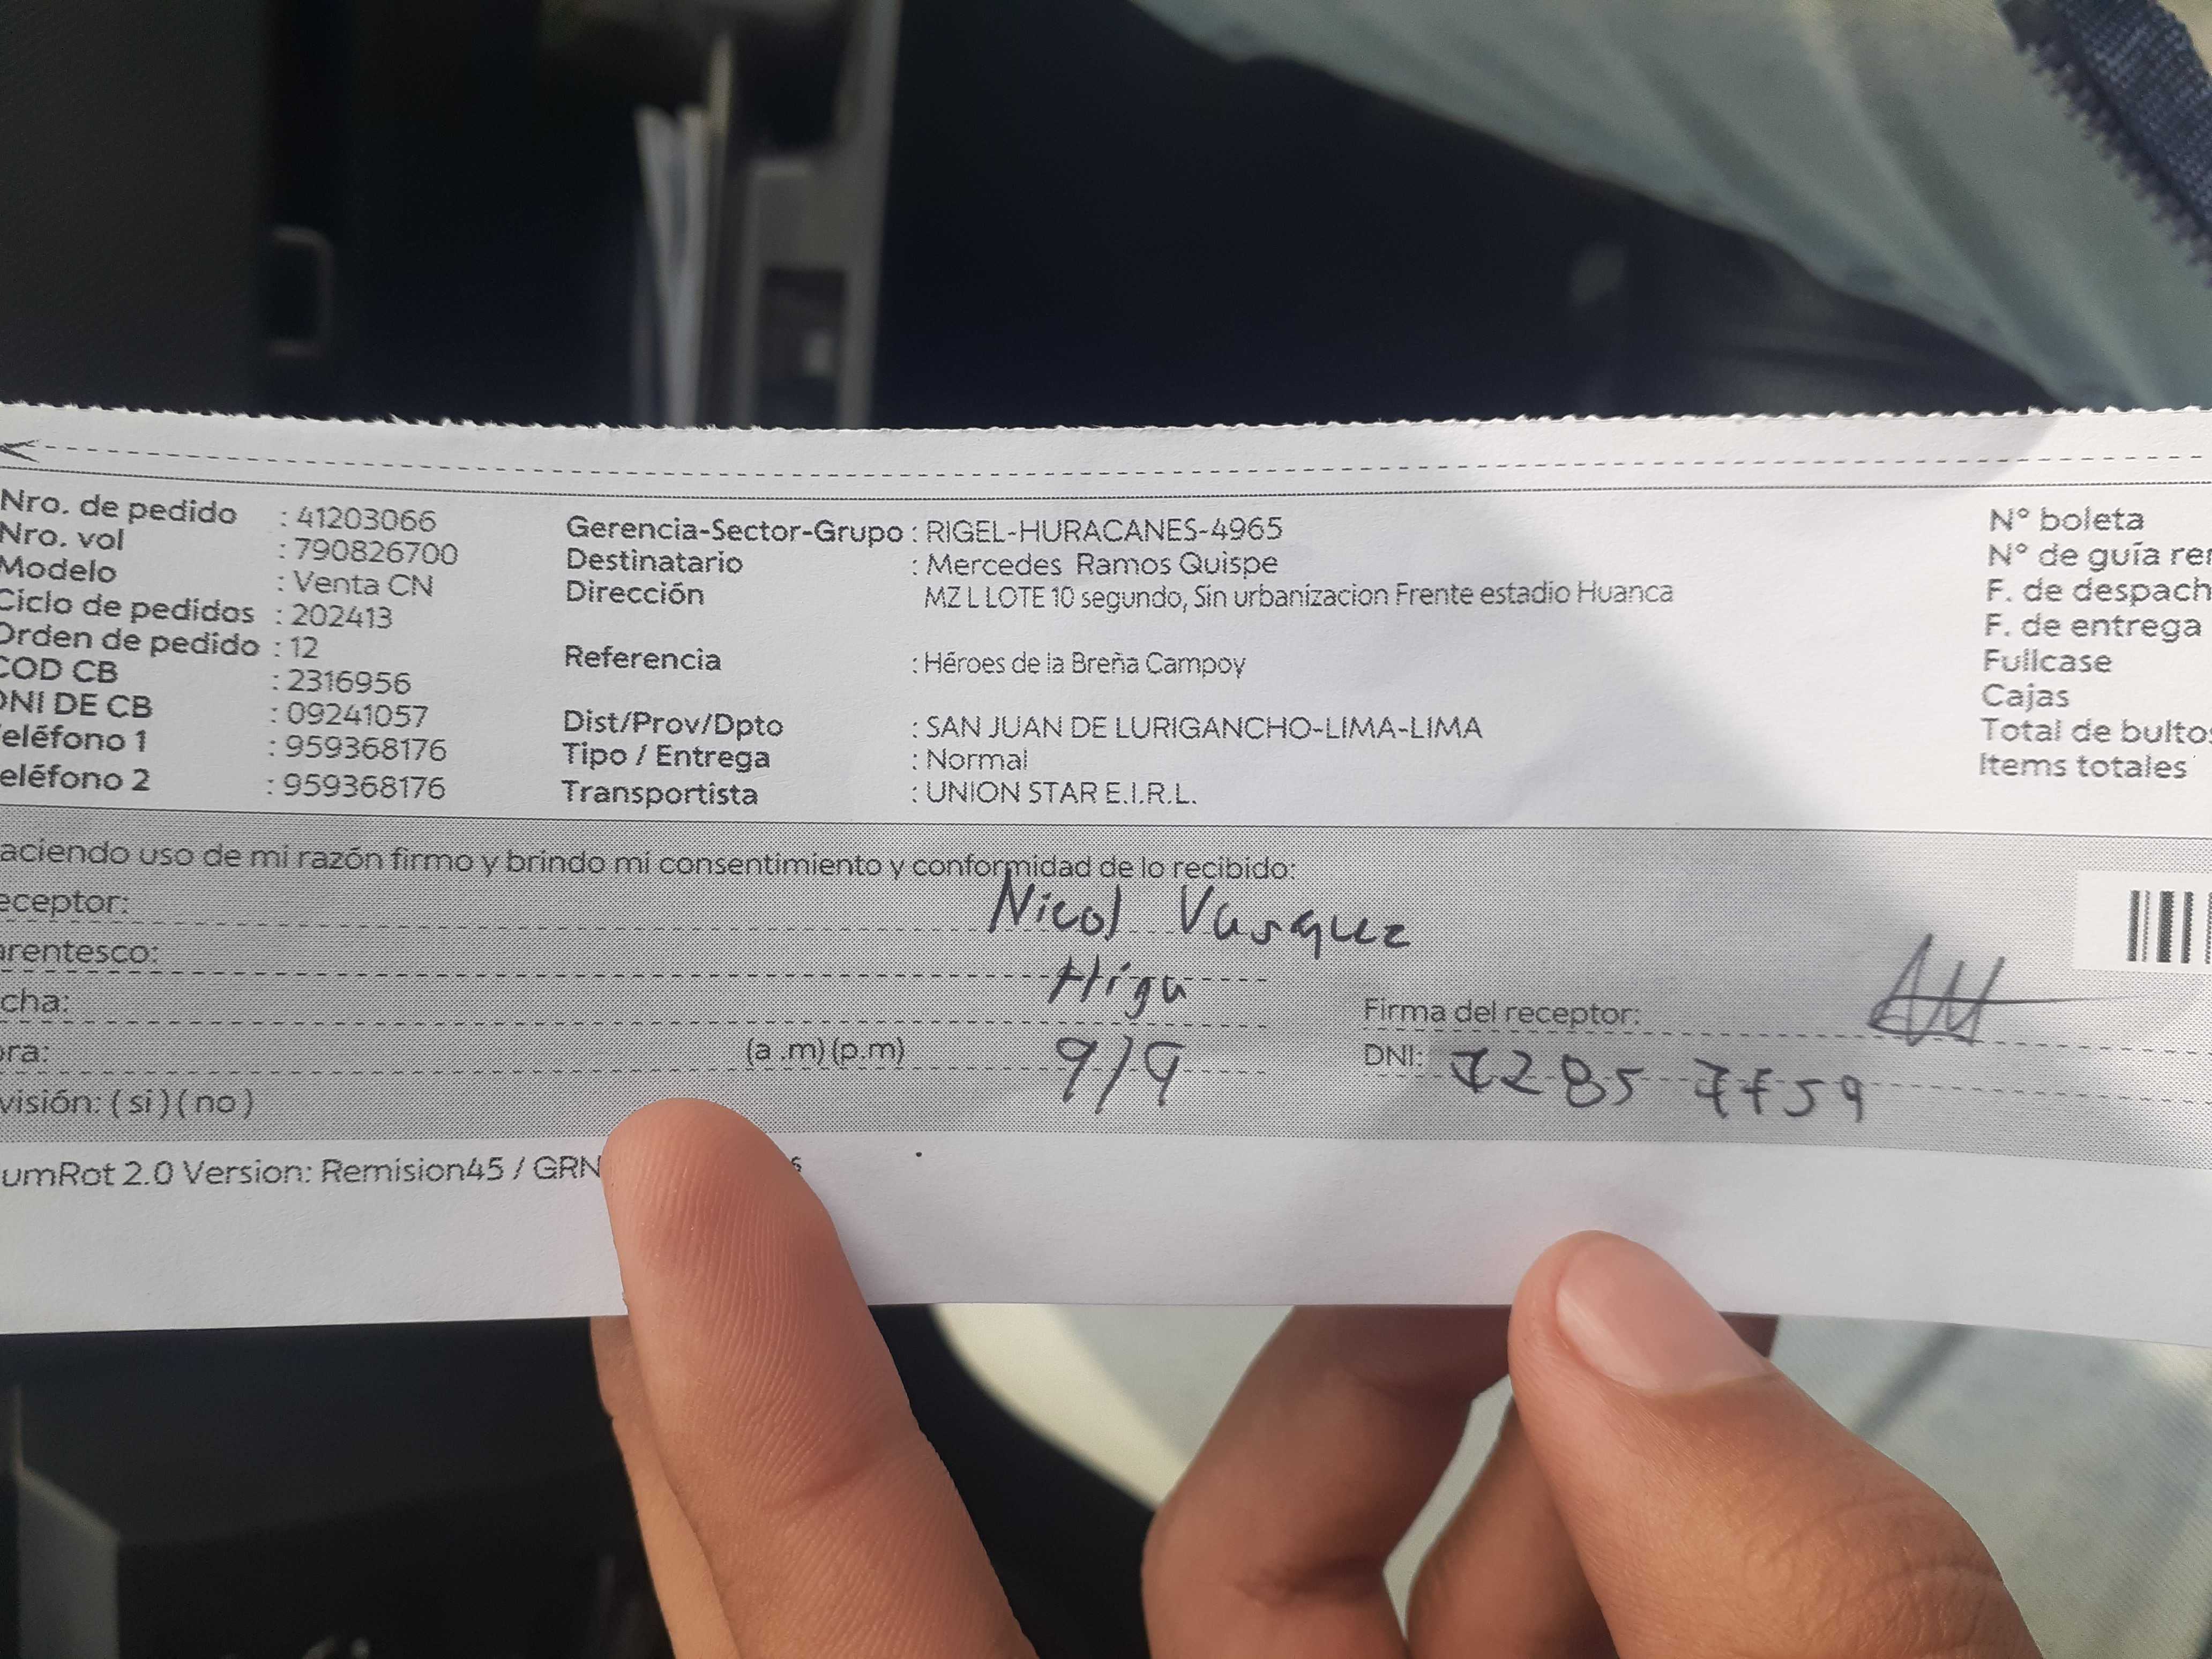 Nro. de pedido : 41203066
Nro. vol : 790826700
Modelo : Venta CN
Ciclo de pedidos : 202413
Orden de pedido : 12
COD CB : 2316956
DNI DE CB : 09241057
eléfono 1 : 959368176
eléfono 2 : 959368176
Gerencia-Sector-Grupo : RIGEL-HURACANES-4965
Destinatario : Mercedes Ramos Quispe
Dirección MZ L LOTE 10 segundo, Sin urbanizacion Frente estadio Huanca
Referencia : Héroes de la Breña Campoy
Dist/Prov/Dpto : SAN JUAN DE LURIGANCHO-LIMA-LIMA
Tipo / Entrega : Normal
Transportista : UNION STAR E.I.R.L.
N° boleta
N° de guía rer
F. de despach
F. de entrega
Fullcase
Cajas
Total de bultos
Items totales
aciendo uso de mi razón firmo y brindo mi consentimiento y conformidad de lo recibido:
eceptor: Nicol Vasquez
arentesco: Higa
cha: 9/9
ora: (a .m) (p.m)
visión: ( si ) ( no )
Firma del receptor:
DNI:
umRot 2.0 Version: Remision45 / GRN